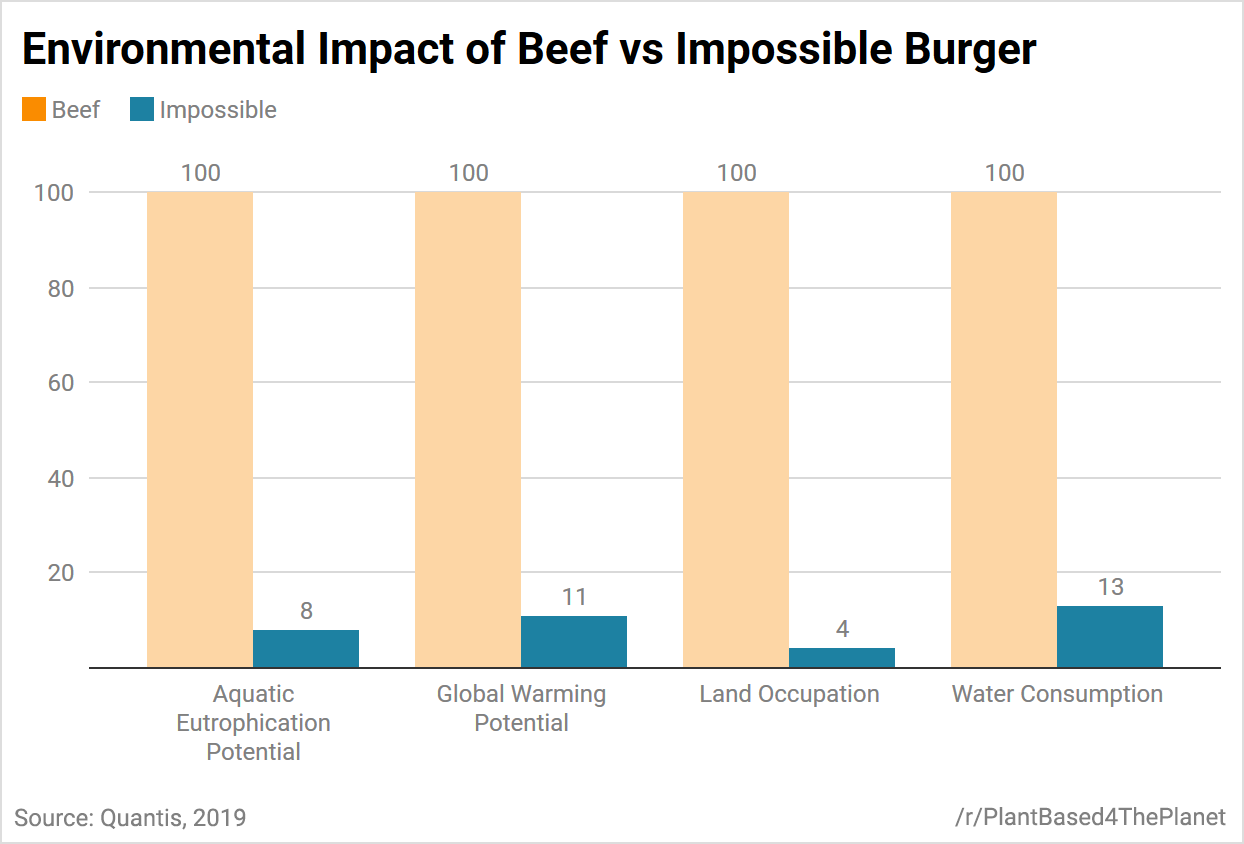 Environmental Impact of Beef vs Impossible Burger
Beef Impossible
100 100 100 100
100
80
60
40
20
8 11 4 13
Aquatic
Eutrophication
Potential
Global Warming
Potential
Land Occupation
Water Consumption
Source: Quantis, 2019
/r/PlantBased4ThePlanet